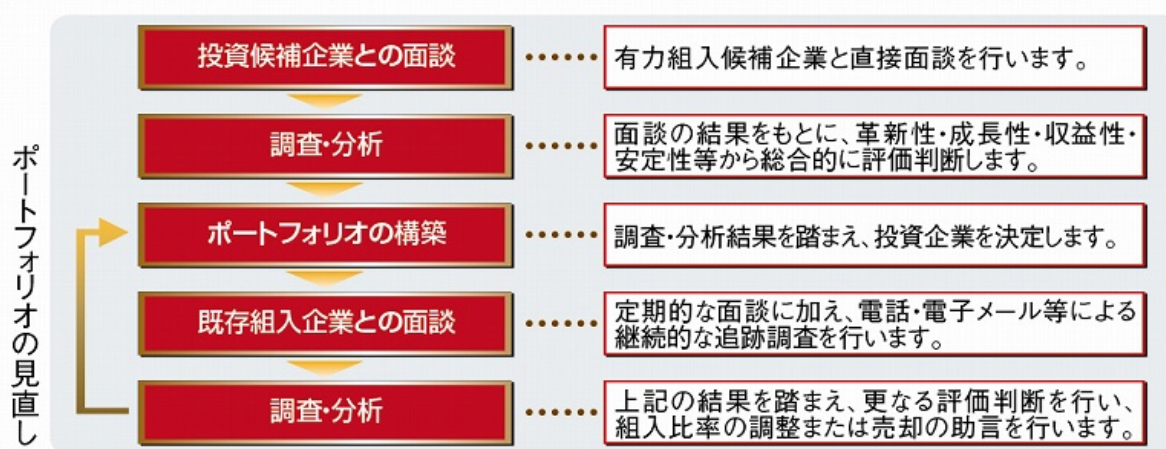 投資候補企業との面談
有力組入候補企業と直接面談を行います。
調査・分析
面談の結果をもとに、革新性・成長性・収益性・
安定性等から総合的に評価判断します。
ポートフォリオの構築
調査・分析結果を踏まえ、投資企業を決定します。
既存組入企業との面談
定期的な面談に加え、電話・電子メール等による
継続的な追跡調査を行います。
調査・分析
上記の結果を踏まえ、更なる評価判断を行い、
組入比率の調整または売却の助言を行います。
ポートフォリオの見直し